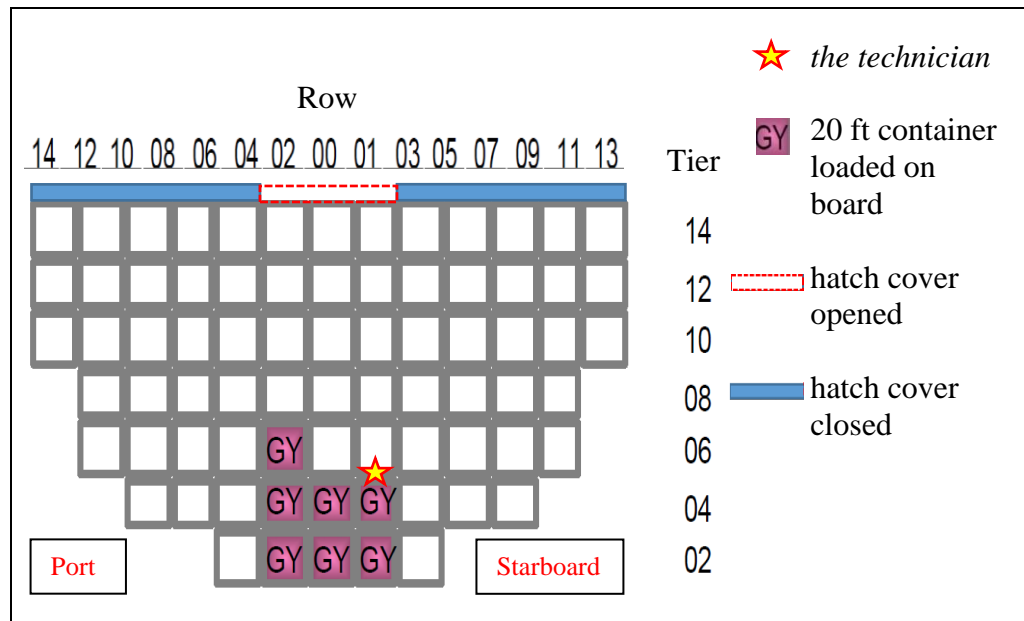 Row
14 12 10 08 06 04 02 00 01 03 05 07 09 11 13
Tier
14
12
10
08
GY
06
GY GY GY
04
GY GY GY
02
Port
Starboard
the technician
GY
20 ft container
loaded on
board
hatch cover
opened
hatch cover
closed